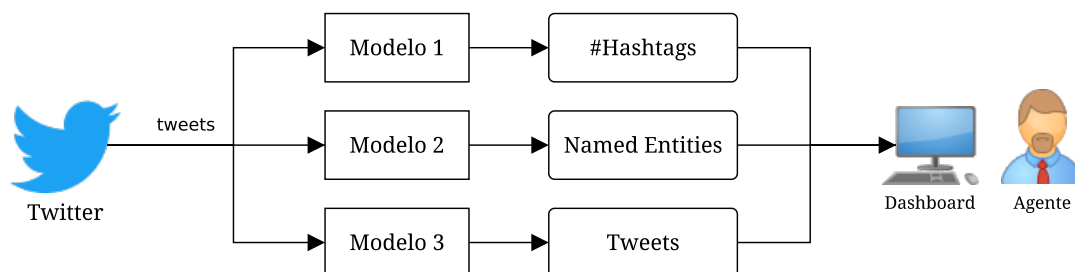 Modelo 1
#Hashtags
tweets
Modelo 2
Named Entities
Twitter
Dashboard
Agente
Modelo 3
Tweets